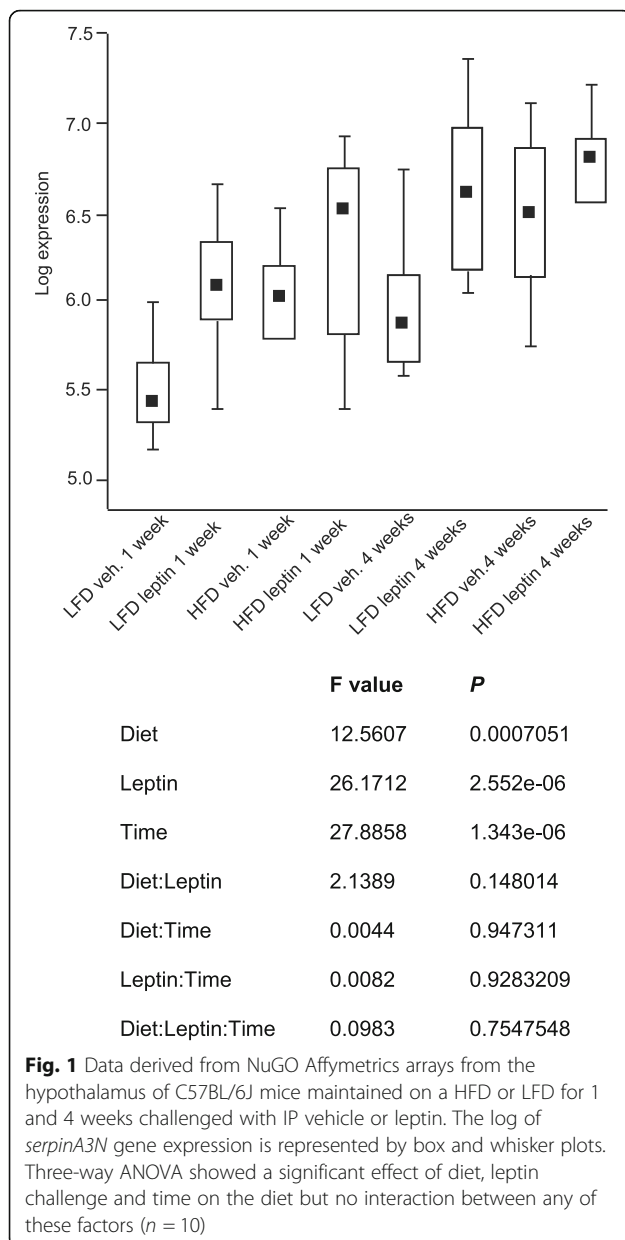 7.5
7.0
6.5
6.0
5.5
5.0
Log expression
LFD veh. 1 week
LFD leptin 1 week
HFD veh. 1 week
HFD leptin 1 week
LFD veh. 4 weeks
LFD leptin 4 weeks
HFD veh.4 weeks
HFD leptin 4 weeks
F value P
Diet 12.5607 0.0007051
Leptin 26.1712 2.552e-06
Time 27.8858 1.343e-06
Diet:Leptin 2.1389 0.148014
Diet:Time 0.0044 0.947311
Leptin:Time 0.0082 0.9283209
Diet:Leptin:Time 0.0983 0.7547548
Fig. 1 Data derived from NuGO Affymetrics arrays from the
hypothalamus of C57BL/6J mice maintained on a HFD or LFD for 1
and 4 weeks challenged with IP vehicle or leptin. The log of
serpinA3N gene expression is represented by box and whisker plots.
Three-way ANOVA showed a significant effect of diet, leptin
challenge and time on the diet but no interaction between any of
these factors (n = 10)